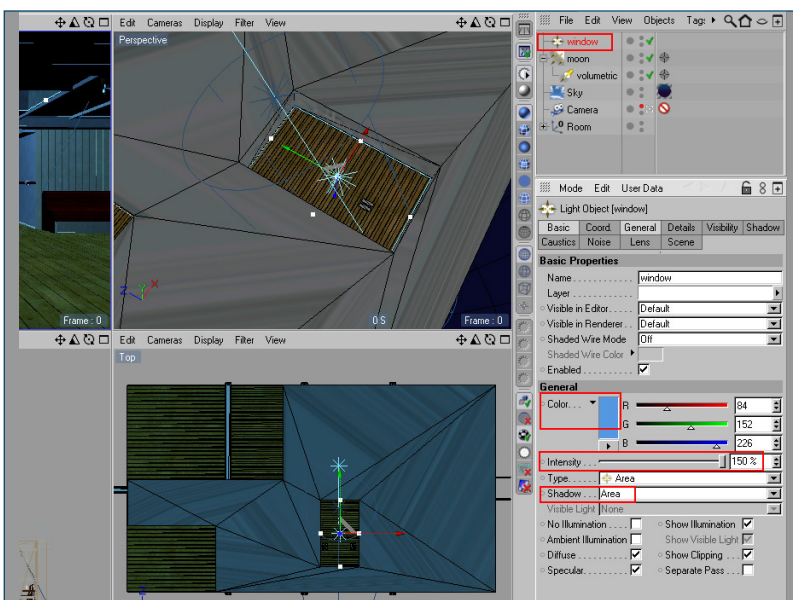 Edit Cameras Display Filter View
Perspective
Z Y X
Frame : 0
0 S
Frame : 0
Edit Cameras Display Filter View
Top
Z
File Edit View Objects Tags
window
moon
volumetric
Sky
Camera
Room
Mode Edit User Data
Light Object [window]
Basic Coord. General Details Visibility Shadow
Caustics Noise Lens Scene
Basic Properties
Name . . . . . . . . . . . . window
Layer . . . . . . . . . . . .
Visible in Editor . . . . . Default
Visible in Renderer . . Default
Shaded Wire Mode Off
Shaded Wire Color
Enabled . . . . . . . . . .
General
Color. . . R 84
G 152
B 226
Intensity . . . 150 %
Type. . . . . . Area
Shadow . . . Area
Visible Light None
No Illumination . . . . Show Illumination
Ambient Illumination Show Visible Light
Diffuse . . . . . . . . . . Show Clipping . . .
Specular. . . . . . . . . Separate Pass . . .